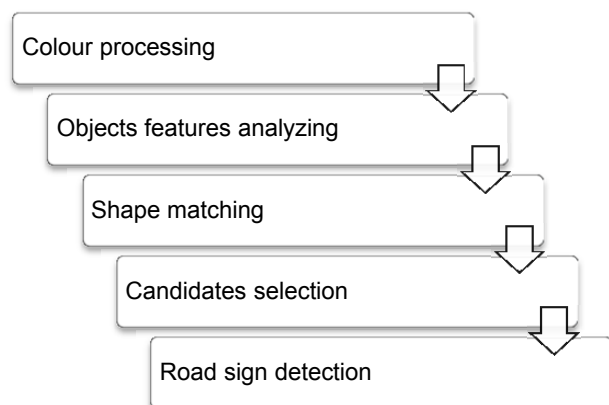 Colour processing
Objects features analyzing
Shape matching
Candidates selection
Road sign detection